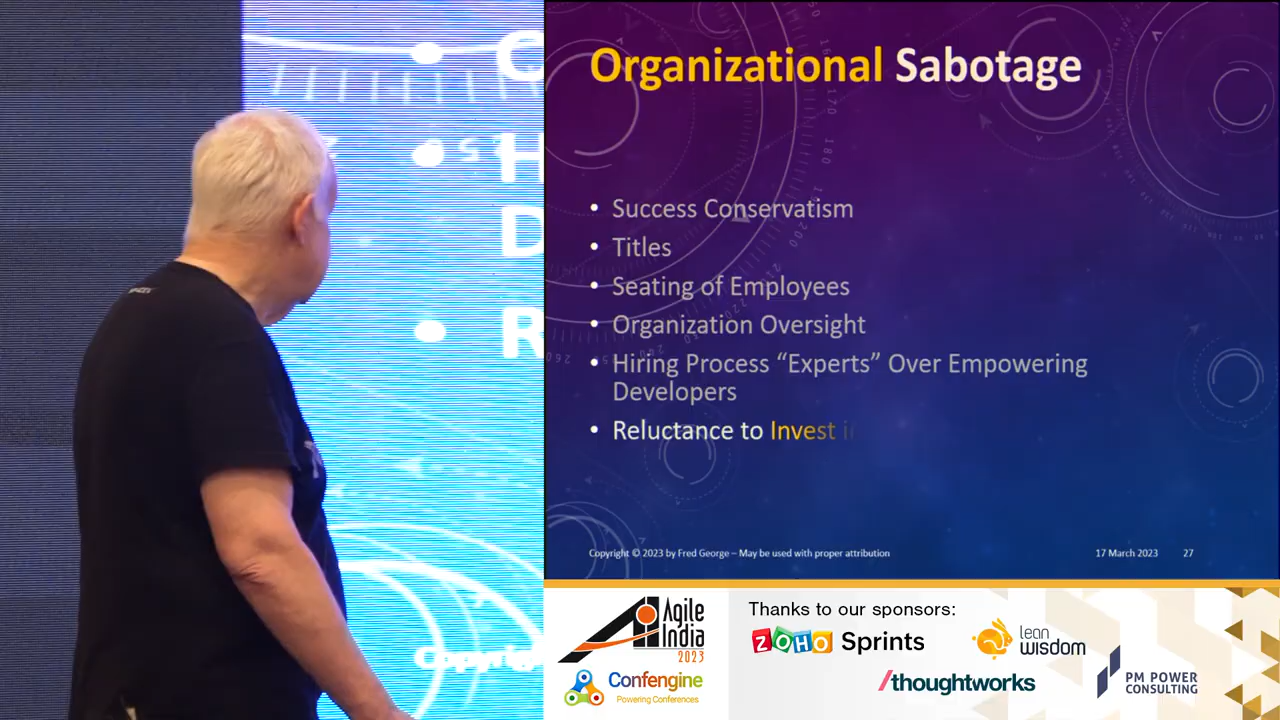 Organizational Sabotage
• Success Conservatism
• Titles
• Seating of Employees
• Organization Oversight
• Hiring Process “Experts” Over Empowering
Developers
• Reluctance to Invest
Copyright © 2023 by Fred George – May be used with proper attribution
17 March 2023
27
Agile
India
2023
Confengine
Powering Conferences
Thanks to our sponsors:
ZOHO Sprints
lean
wisdom
/thoughtworks
PM POWER
CONSULTING